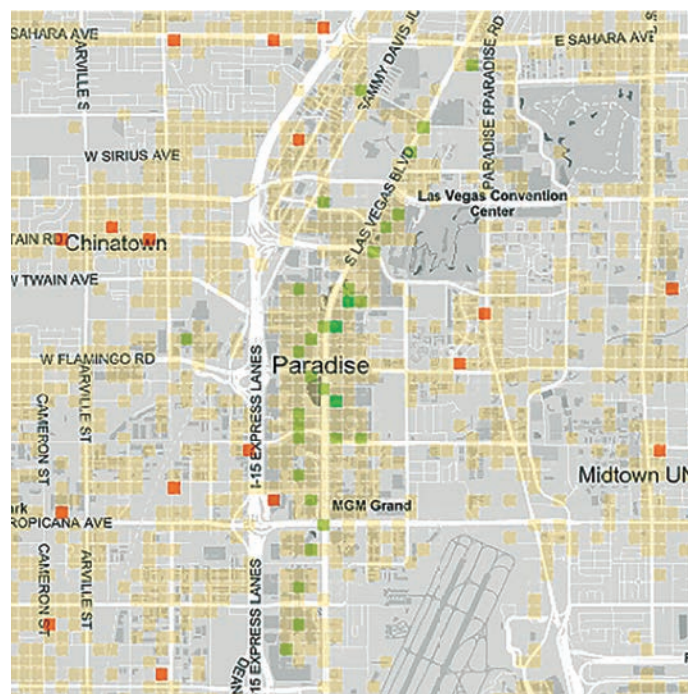 SAHARA AVE
E SAHARA AVE
ARVILLE S
SAMMY DAVIS JU
PARADISE RD
PARADISE F
W SIRIUS AVE
S LAS VEGAS BLVD
Las Vegas Convention
Center
TAIN RD
Chinatown
W TWAIN AVE
W FLAMINGO RD
Paradise
I-15 EXPRESS LANES
ARVILLE ST
CAMERON ST
Midtown UN
ark
MGM Grand
ROPICANA AVE
CAMERON ST
ARVILLE ST
15 EXPRESS LANES
DEAN